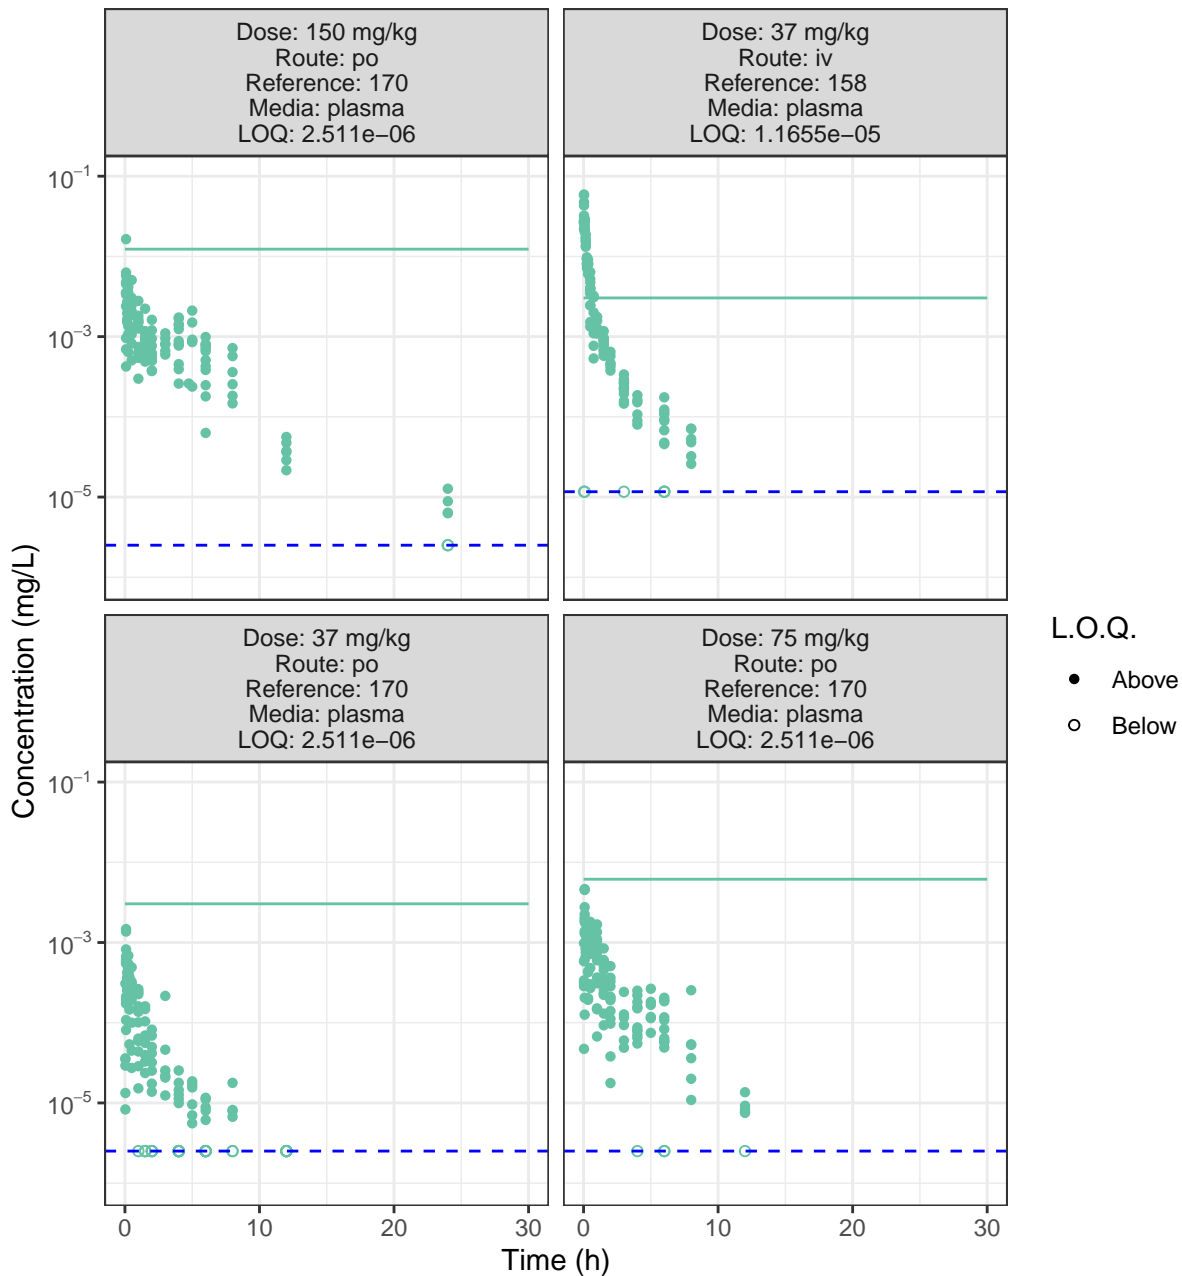 Dose: 150 mg/kg
Route: po
Reference: 170
Media: plasma
LOQ: 2.511e−06
Dose: 37 mg/kg
Route: iv
Reference: 158
Media: plasma
LOQ: 1.1655e−05
10−1
10−3
10−5
Dose: 37 mg/kg
Route: po
Reference: 170
Media: plasma
LOQ: 2.511e−06
Dose: 75 mg/kg
Route: po
Reference: 170
Media: plasma
LOQ: 2.511e−06
10−1
10−3
10−5
0 10 20 30
0 10 20 30
Time (h)
Concentration (mg/L)
L.O.Q.
Above
Below